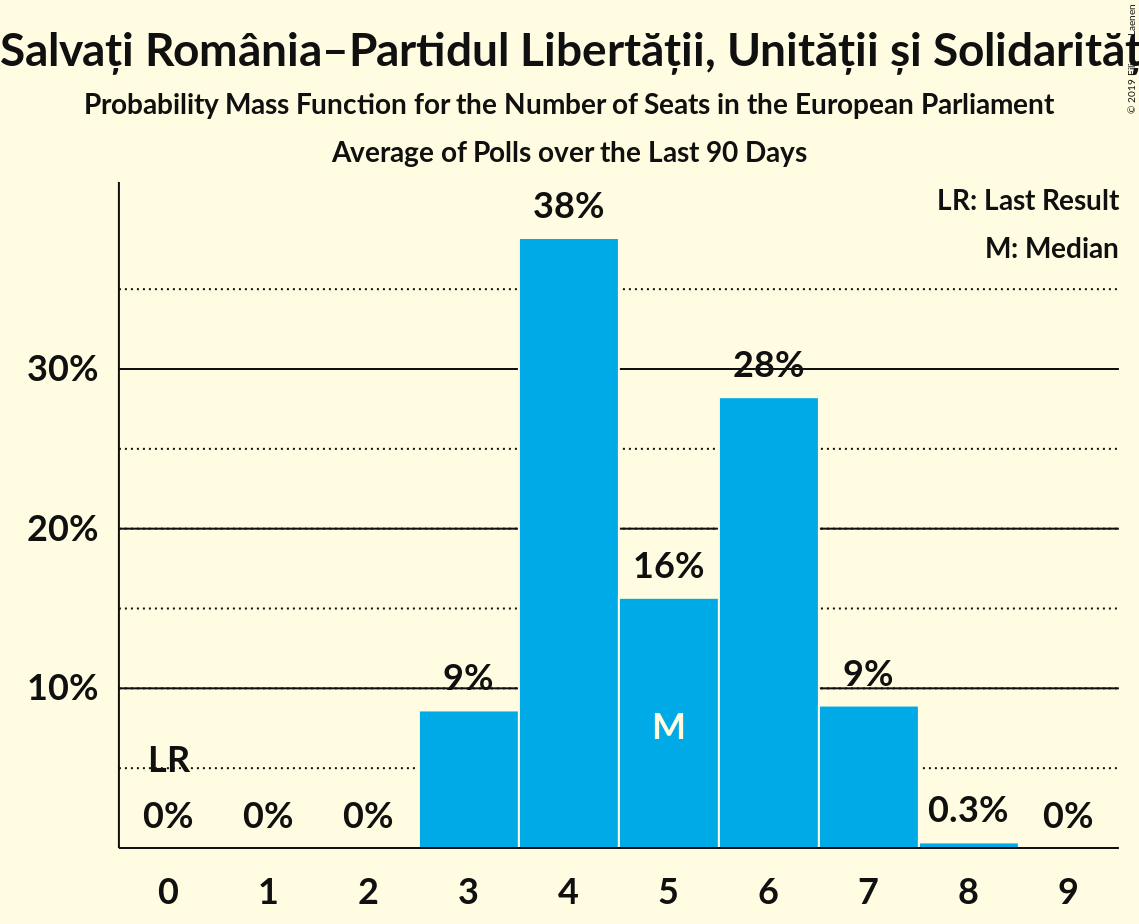 Salvați România–Partidul Libertății, Unității și Solidarităț
Probability Mass Function for the Number of Seats in the European Parliament
Average of Polls over the Last 90 Days
© 2019 Laenen
LR: Last Result
M: Median
38%
30%
28%
20%
16%
10%
9%
9%
M
LR
0%
0%
0%
0.3%
0%
0 1 2 3 4 5 6 7 8 9